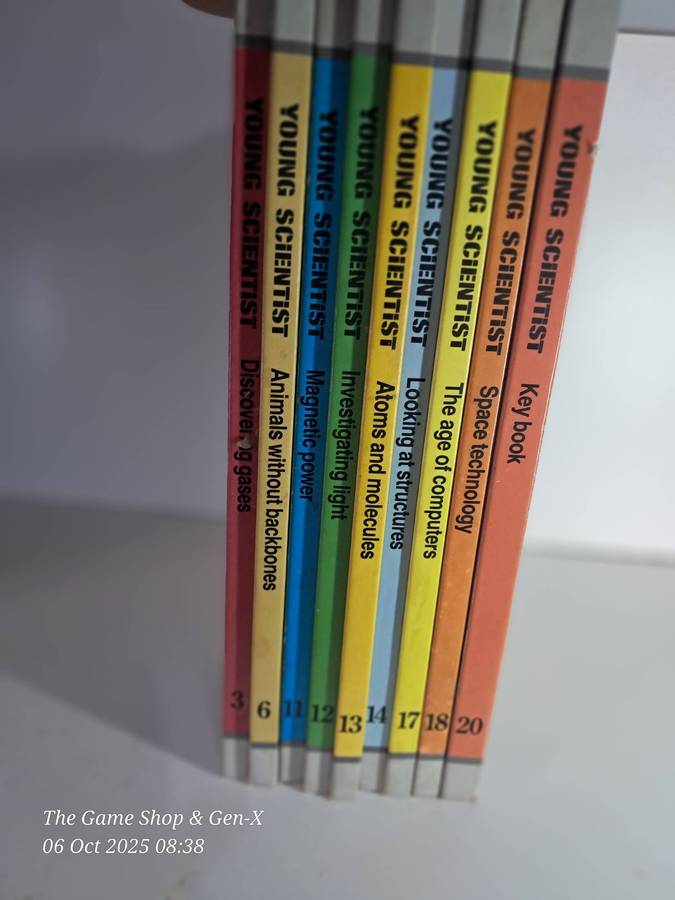 YOUNG SCIENTIST Discover g gases 3
YOUNG SCIENTIST Animals without backbones 6
YOUNG SCIENTIST Magnetic power 11
YOUNG SCIENTIST Investigating light 12
YOUNG SCIENTIST Atoms and molecules 13
YOUNG SCIENTIST Looking at structures 14
YOUNG SCIENTIST The age of computers 17
YOUNG SCIENTIST Space technology 18
YOUNG SCIENTIST Key book 20
The Game Shop & Gen-X
06 Oct 2025 08:38